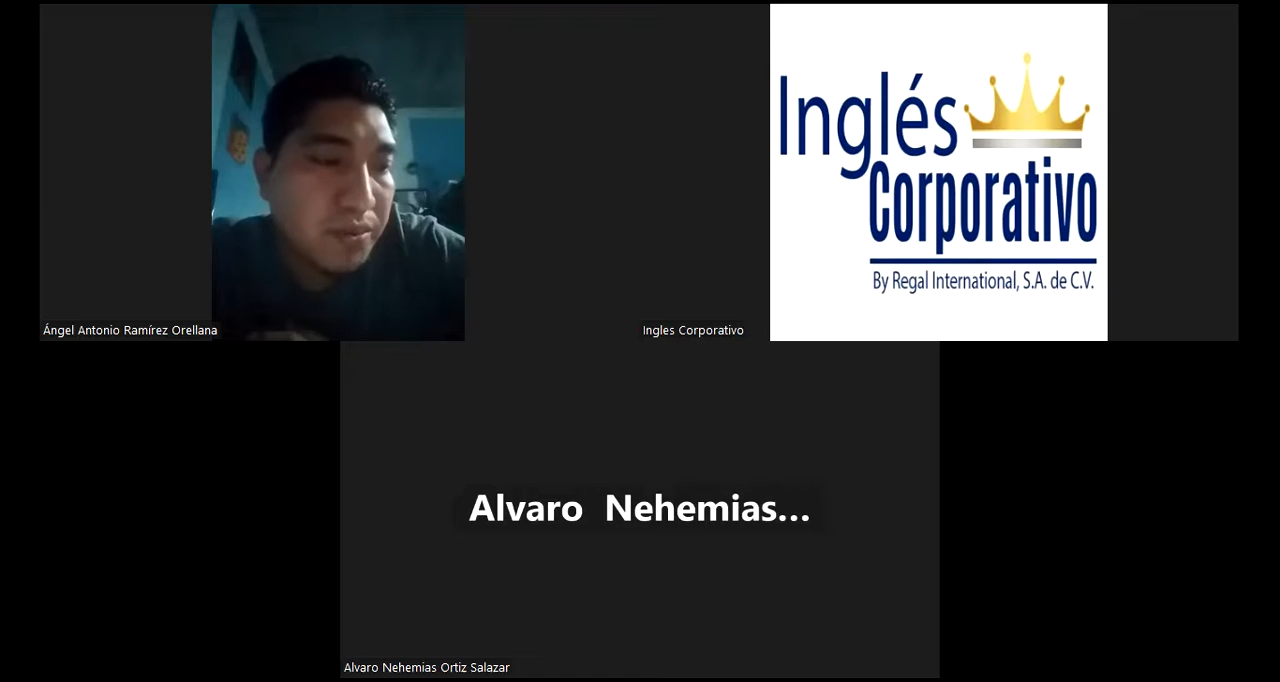 Inglés
Corporativo
By Regal International, S.A. de C.V.
Ángel Antonio Ramírez Orellana
Ingles Corporativo
Alvaro Nehemias...
Alvaro Nehemias Ortiz Salazar